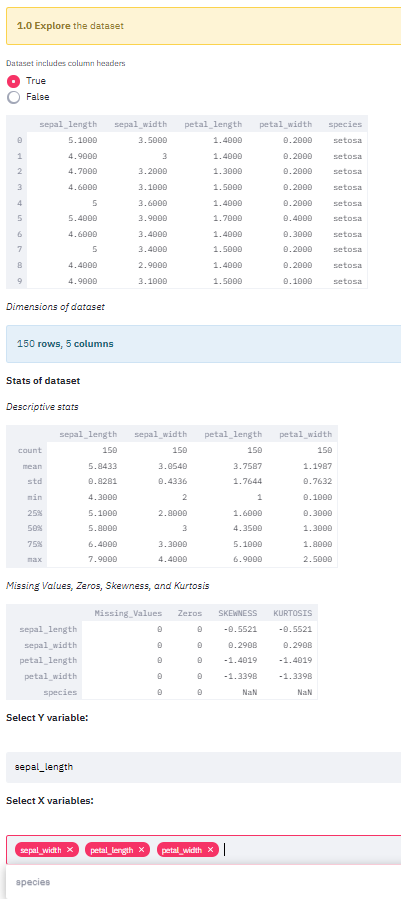 1.0 Explore the dataset
Dataset includes column headers
True
False
sepal_length sepal_width petal_length petal_width species
0 5.1000 3.5000 1.4000 0.2000 setosa
1 4.9000 3 1.4000 0.2000 setosa
2 4.7000 3.2000 1.3000 0.2000 setosa
3 4.6000 3.1000 1.5000 0.2000 setosa
4 5 3.6000 1.4000 0.2000 setosa
5 5.4000 3.9000 1.7000 0.4000 setosa
6 4.6000 3.4000 1.4000 0.3000 setosa
7 5 3.4000 1.5000 0.2000 setosa
8 4.4000 2.9000 1.4000 0.2000 setosa
9 4.9000 3.1000 1.5000 0.1000 setosa
Dimensions of dataset
150 rows, 5 columns
Stats of dataset
Descriptive stats
sepal_length sepal_width petal_length petal_width
count 150 150 150 150
mean 5.8433 3.0540 3.7587 1.1987
std 0.8281 0.4336 1.7644 0.7632
min 4.3000 2 1 0.1000
25% 5.1000 2.8000 1.6000 0.3000
50% 5.8000 3 4.3500 1.3000
75% 6.4000 3.3000 5.1000 1.8000
max 7.9000 4.4000 6.9000 2.5000
Missing Values, Zeros, Skewness, and Kurtosis
Missing_Values Zeros SKEWNESS KURTOSIS
sepal_length 0 0 -0.5521 -0.5521
sepal_width 0 0 0.2908 0.2908
petal_length 0 0 -1.4019 -1.4019
petal_width 0 0 -1.3398 -1.3398
species 0 0 NaN NaN
Select Y variable:
sepal_length
Select X variables:
sepal_width × petal_length × petal_width ×
species